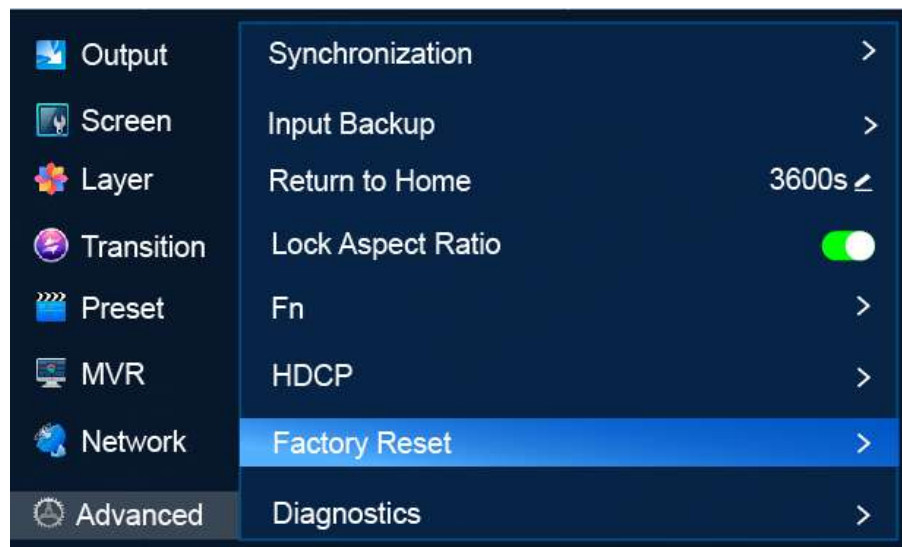 Output
Screen
Layer
Transition
Preset
MVR
Network
Advanced
Synchronization
Input Backup
Return to Home 3600s
Lock Aspect Ratio
Fn
HDCP
Factory Reset
Diagnostics